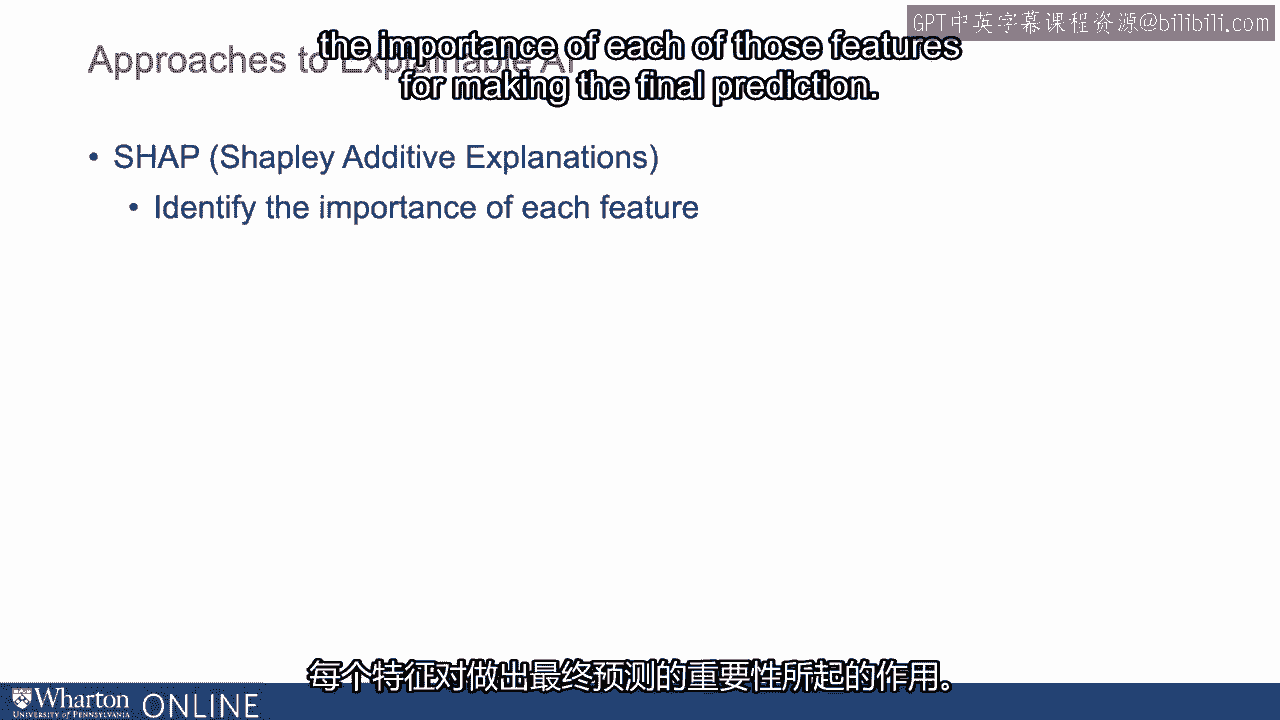 GPT中英字幕课程资源@bilibili.com
the importance of each of those features
for making the final prediction.
Approaches to Explainable AI
• SHAP (Shapley Additive Explanations)
• Identify the importance of each feature
每个特征对做出最终预测的重要性所起的作用。
Wharton ONLINE
UNIVERSITY of PENNSYLVANIA